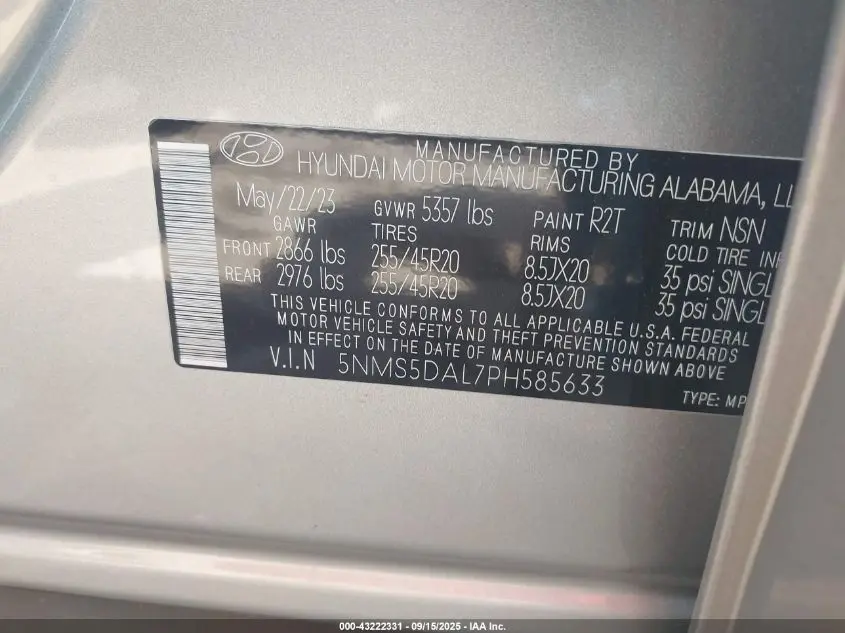 MANUFACTURED BY
HYUNDAI MOTOR MANUFACTURING ALABAMA,
May/22/23 GVWR 5357 lbs PAINT R2T TRIM NSN
GAWR TIRES RIMS COLD TIRE
FRONT 2866 lbs 255/45R20 8.5JX20 35 psi SINGL
REAR 2976 lbs 255/45R20 8.5JX20 35 psi SINGL
THIS VEHICLE CONFORMS TO ALL APPLICABLE U.S.A. FEDERAL
MOTOR VEHICLE SAFETY AND THEFT PREVENTION STANDARDS
IN EFFECT ON THE DATE OF MANUFACTURE SHOWN ABOVE
V.I.N 5NMS5DAL7PH585633
TYPE: MP
000-43222331 - 09/15/2025 - IAA Inc.